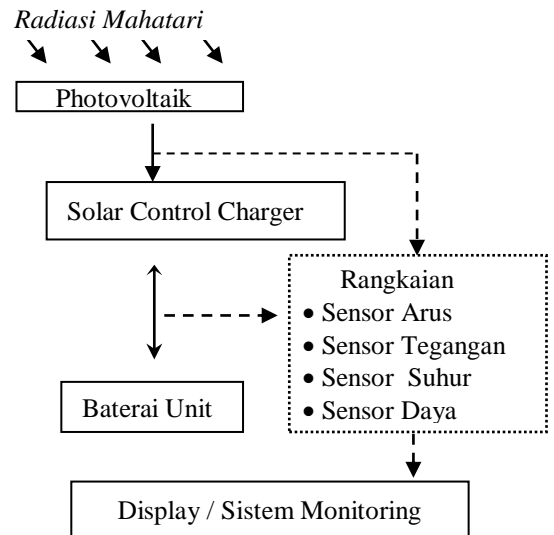 Radiasi Mahatari
Photovoltaik
Solar Control Charger
Rangkaian
• Sensor Arus
• Sensor Tegangan
• Sensor Suhur
• Sensor Daya
Baterai Unit
Display / Sistem Monitoring